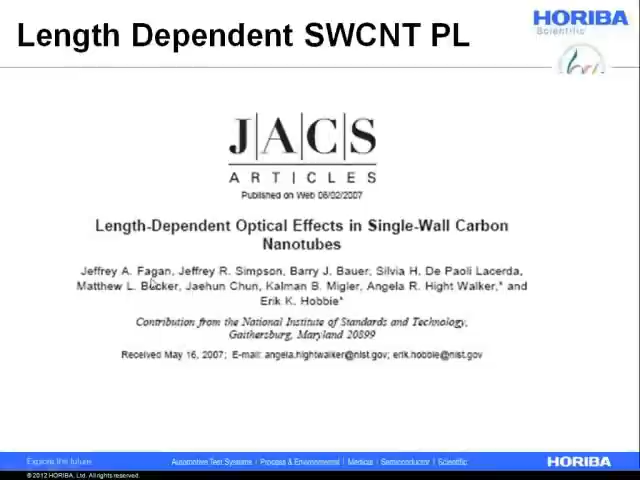 Length Dependent SWCNT PL
HORIBA
Scientific
JACS
ARTICLES
Published on Web 06/02/2007
Length-Dependent Optical Effects in Single-Wall Carbon
Nanotubes
Jeffrey A. Fagan, Jeffrey R. Simpson, Barry J. Bauer, Silvia H. De Paoli Lacerda,
Matthew L. Becker, Jaehun Chun, Kalman B. Migler, Angela R. Hight Walker,* and
Erik K. Hobbie*
Contribution from the National Institute of Standards and Technology,
Gaithersburg, Maryland 20899
Received May 16, 2007; E-mail: angela.hightwalker@nist.gov; erik.hobbie@nist.gov
Explore the future
Automotive Test Systems | Process & Environmental | Medical | Semiconductor | Scientific
HORIBA
© 2012 HORIBA, Ltd. All rights reserved.